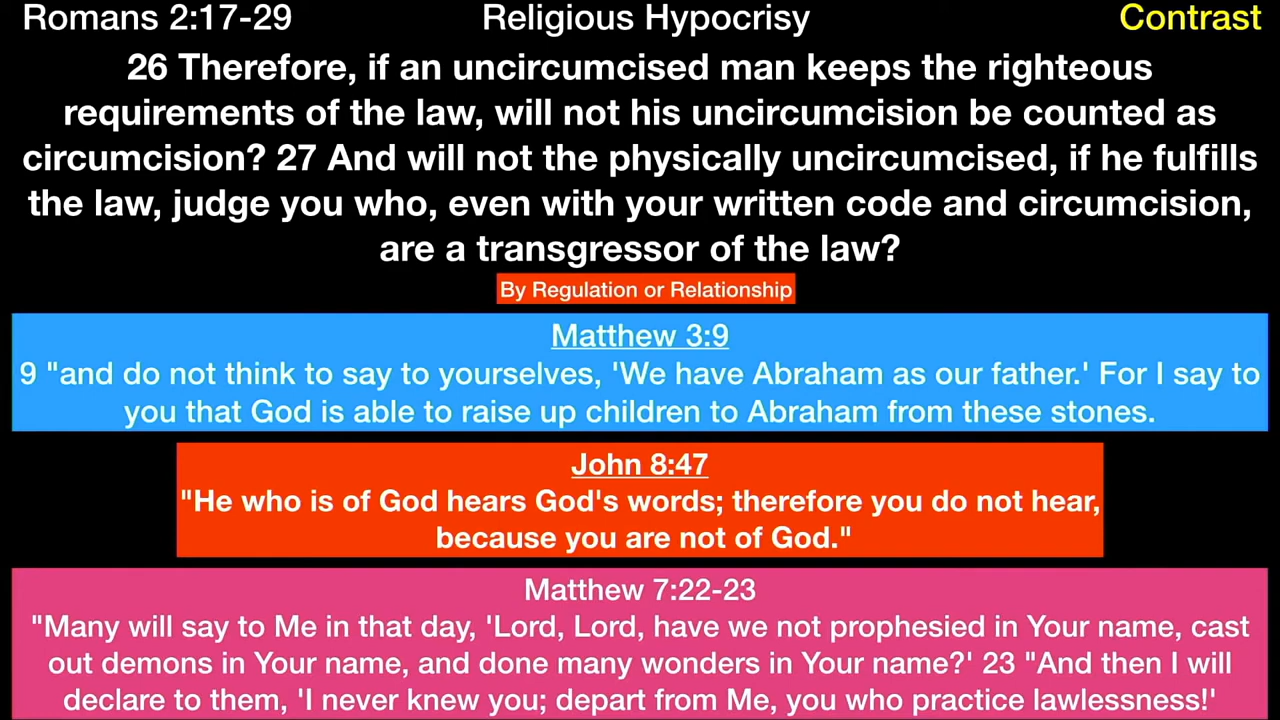 Romans 2:17-29 Religious Hypocrisy Contrast
26 Therefore, if an uncircumcised man keeps the righteous
requirements of the law, will not his uncircumcision be counted as
circumcision? 27 And will not the physically uncircumcised, if he fulfills
the law, judge you who, even with your written code and circumcision,
are a transgressor of the law?
By Regulation or Relationship
Matthew 3:9
9 "and do not think to say to yourselves, 'We have Abraham as our father.' For I say to
you that God is able to raise up children to Abraham from these stones.
John 8:47
"He who is of God hears God's words; therefore you do not hear,
because you are not of God."
Matthew 7:22-23
"Many will say to Me in that day, 'Lord, Lord, have we not prophesied in Your name, cast
out demons in Your name, and done many wonders in Your name?' 23 "And then I will
declare to them, 'I never knew you; depart from Me, you who practice lawlessness!'